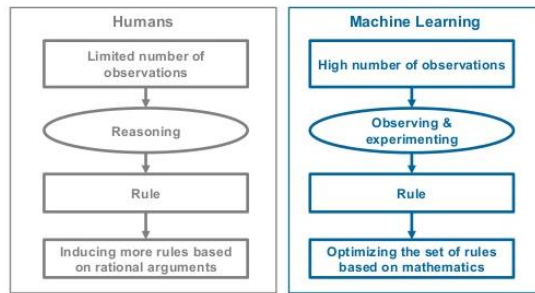 Humans
Limited number of
observations
Reasoning
Rule
Inducing more rules based
on rational arguments
Machine Learning
High number of observations
Observing &
experimenting
Rule
Optimizing the set of rules
based on mathematics